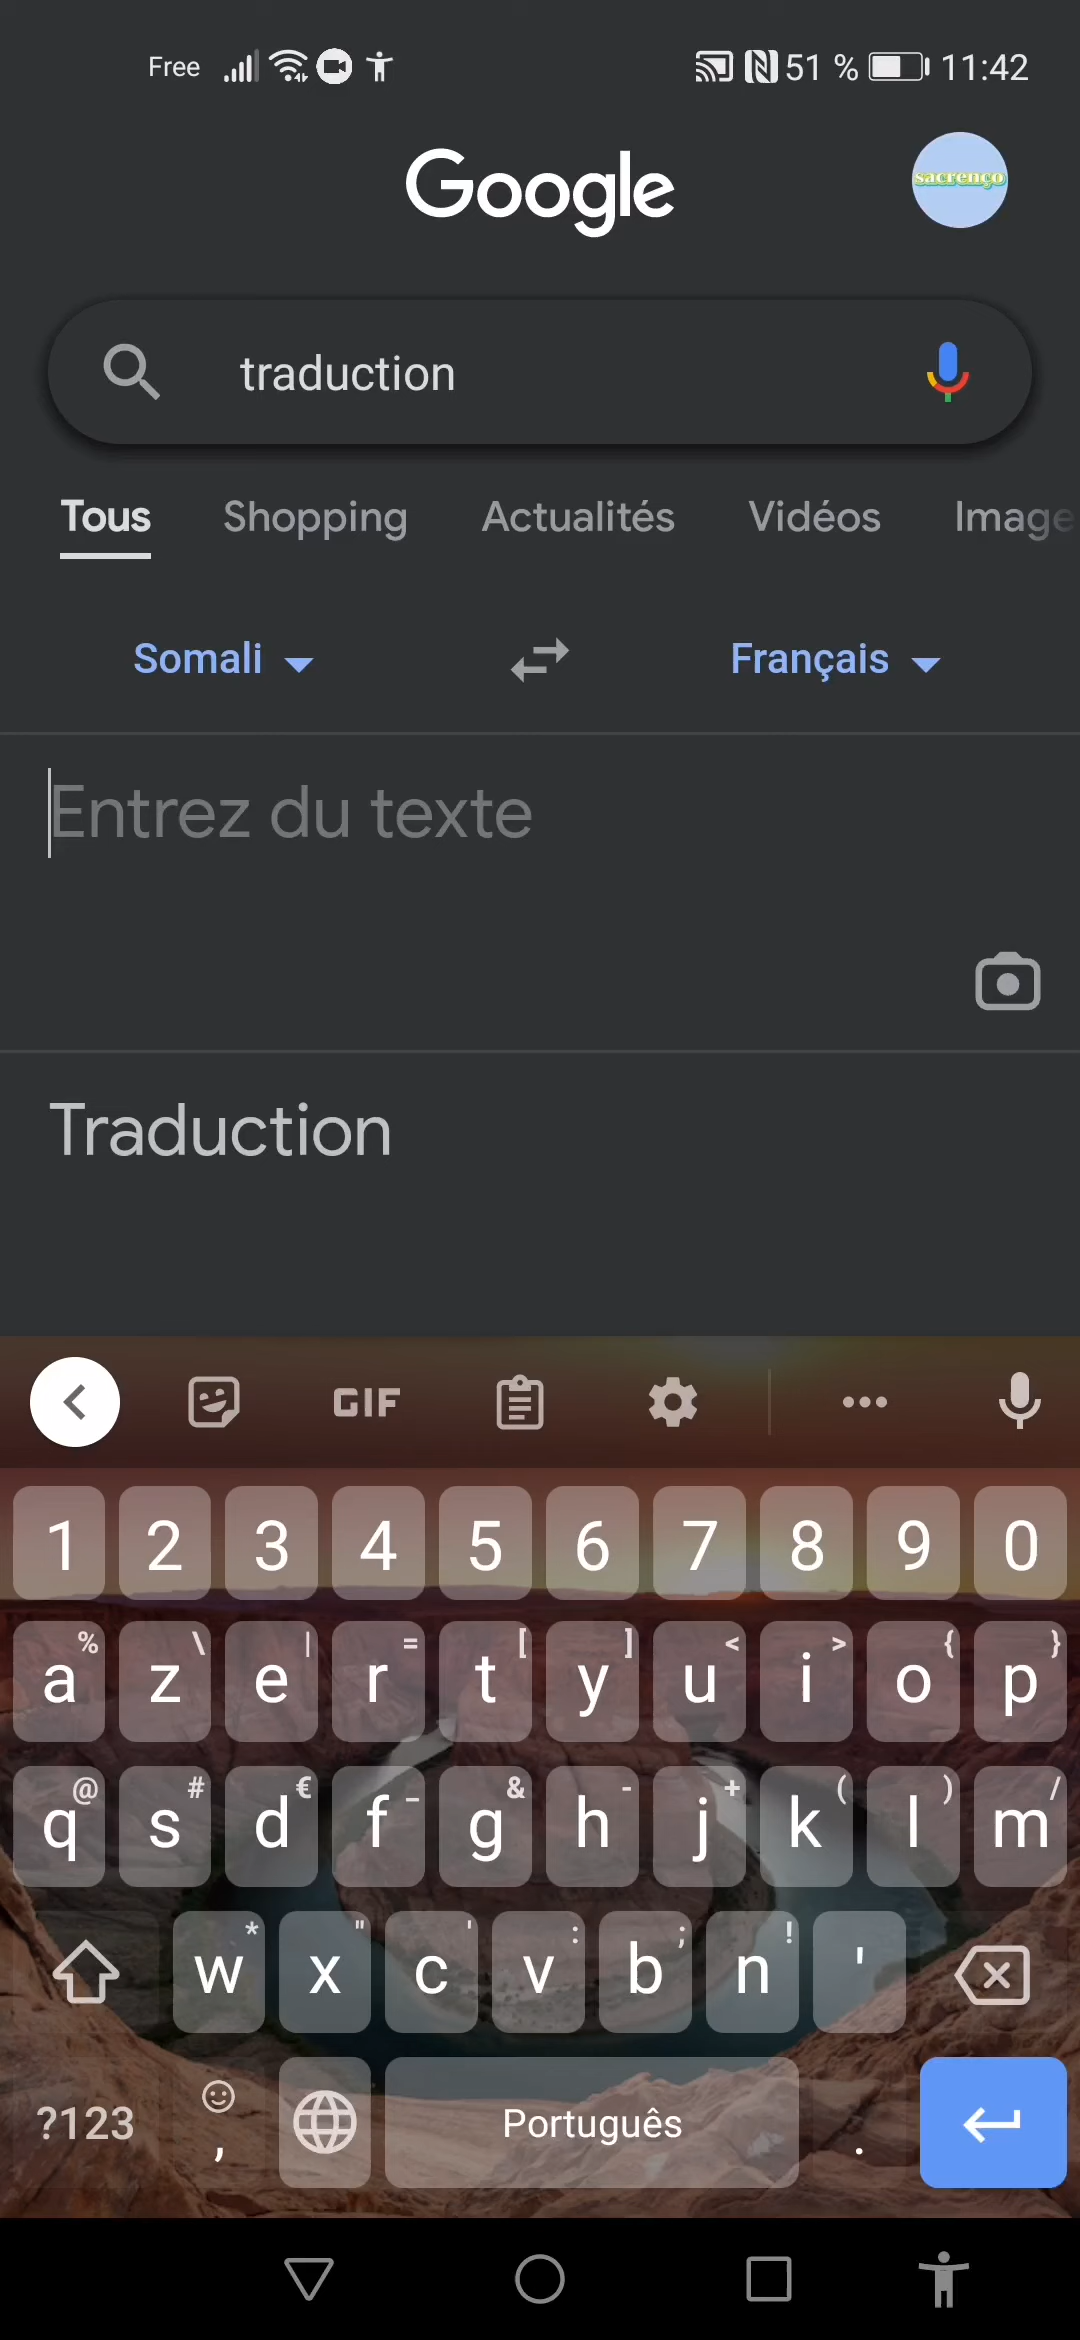 Free 51 % 11:42
Google
sacrenço
traduction
Tous Shopping Actualités Vidéos Image
Somali Français
Entrez du texte
Traduction
GIF
1 2 3 4 5 6 7 8 9 0
% \ | = [ ] < > { }
a z e r t y u i o p
@ # € _ & - + ( ) /
q s d f g h j k l m
* " ' : ; !
w x c v b n '
?123 , Português .